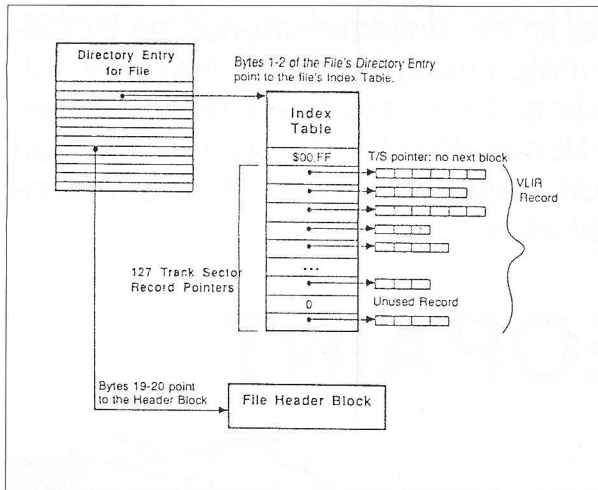 Directory Entry
for File
Bytes 1-2 of the File's Directory Entry
point to the file's Index Table.
Index
Table
$00,FF
T/S pointer: no next block
VLIR
Record
127 Track Sector
Record Pointers
...
0
Unused Record
Bytes 19-20 point
to the Header Block
File Header Block